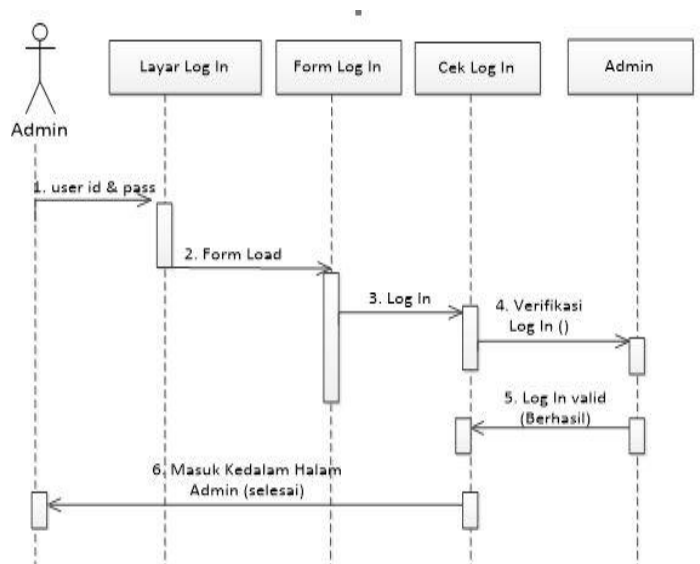 Layar Log In
Form Log In
Cek Log In
Admin
Admin
1. user id & pass
2. Form Load
3. Log In
4. Verifikasi
Log In ()
5. Log In valid
(Berhasil)
6. Masuk Kedalam Halam
Admin (selesai)